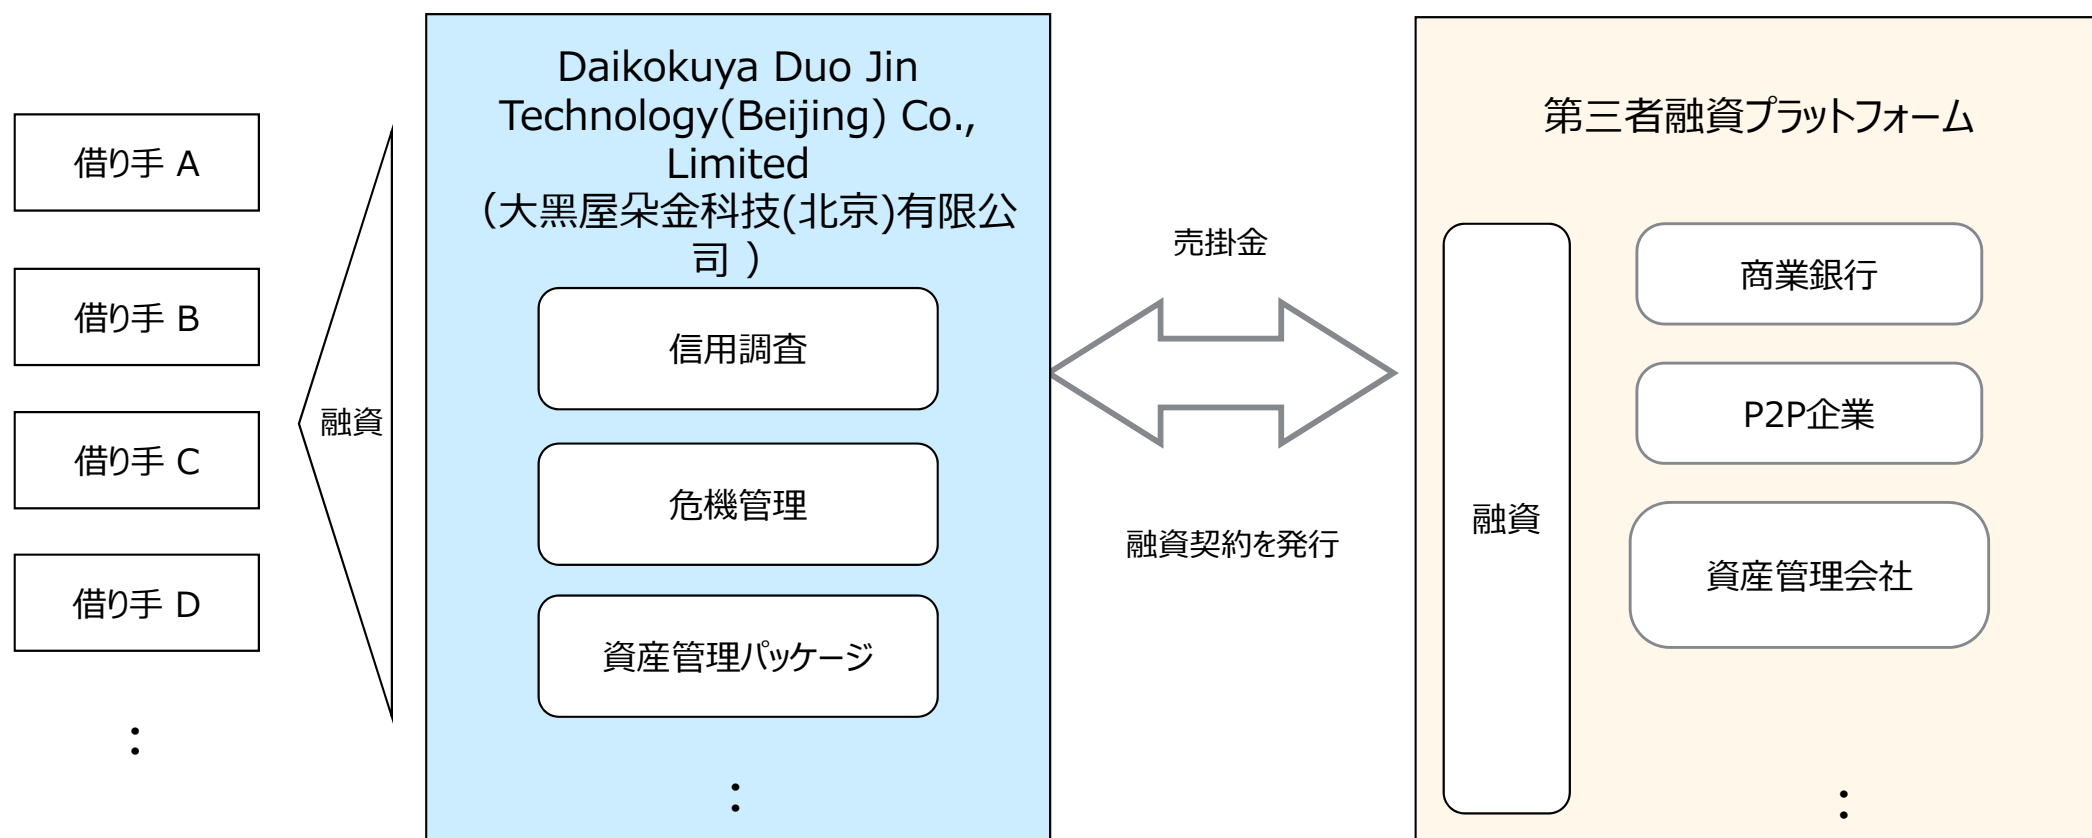 借り手 A
借り手 B
借り手 C
借り手 D
：
融資
Daikokuya Duo Jin
Technology(Beijing) Co.,
Limited
（大黑屋朵金科技(北京)有限公
司 ）
信用調査
危機管理
資産管理パッケージ
：
売掛金
融資契約を発行
第三者融資プラットフォーム
融資
商業銀行
P2P企業
資産管理会社
：